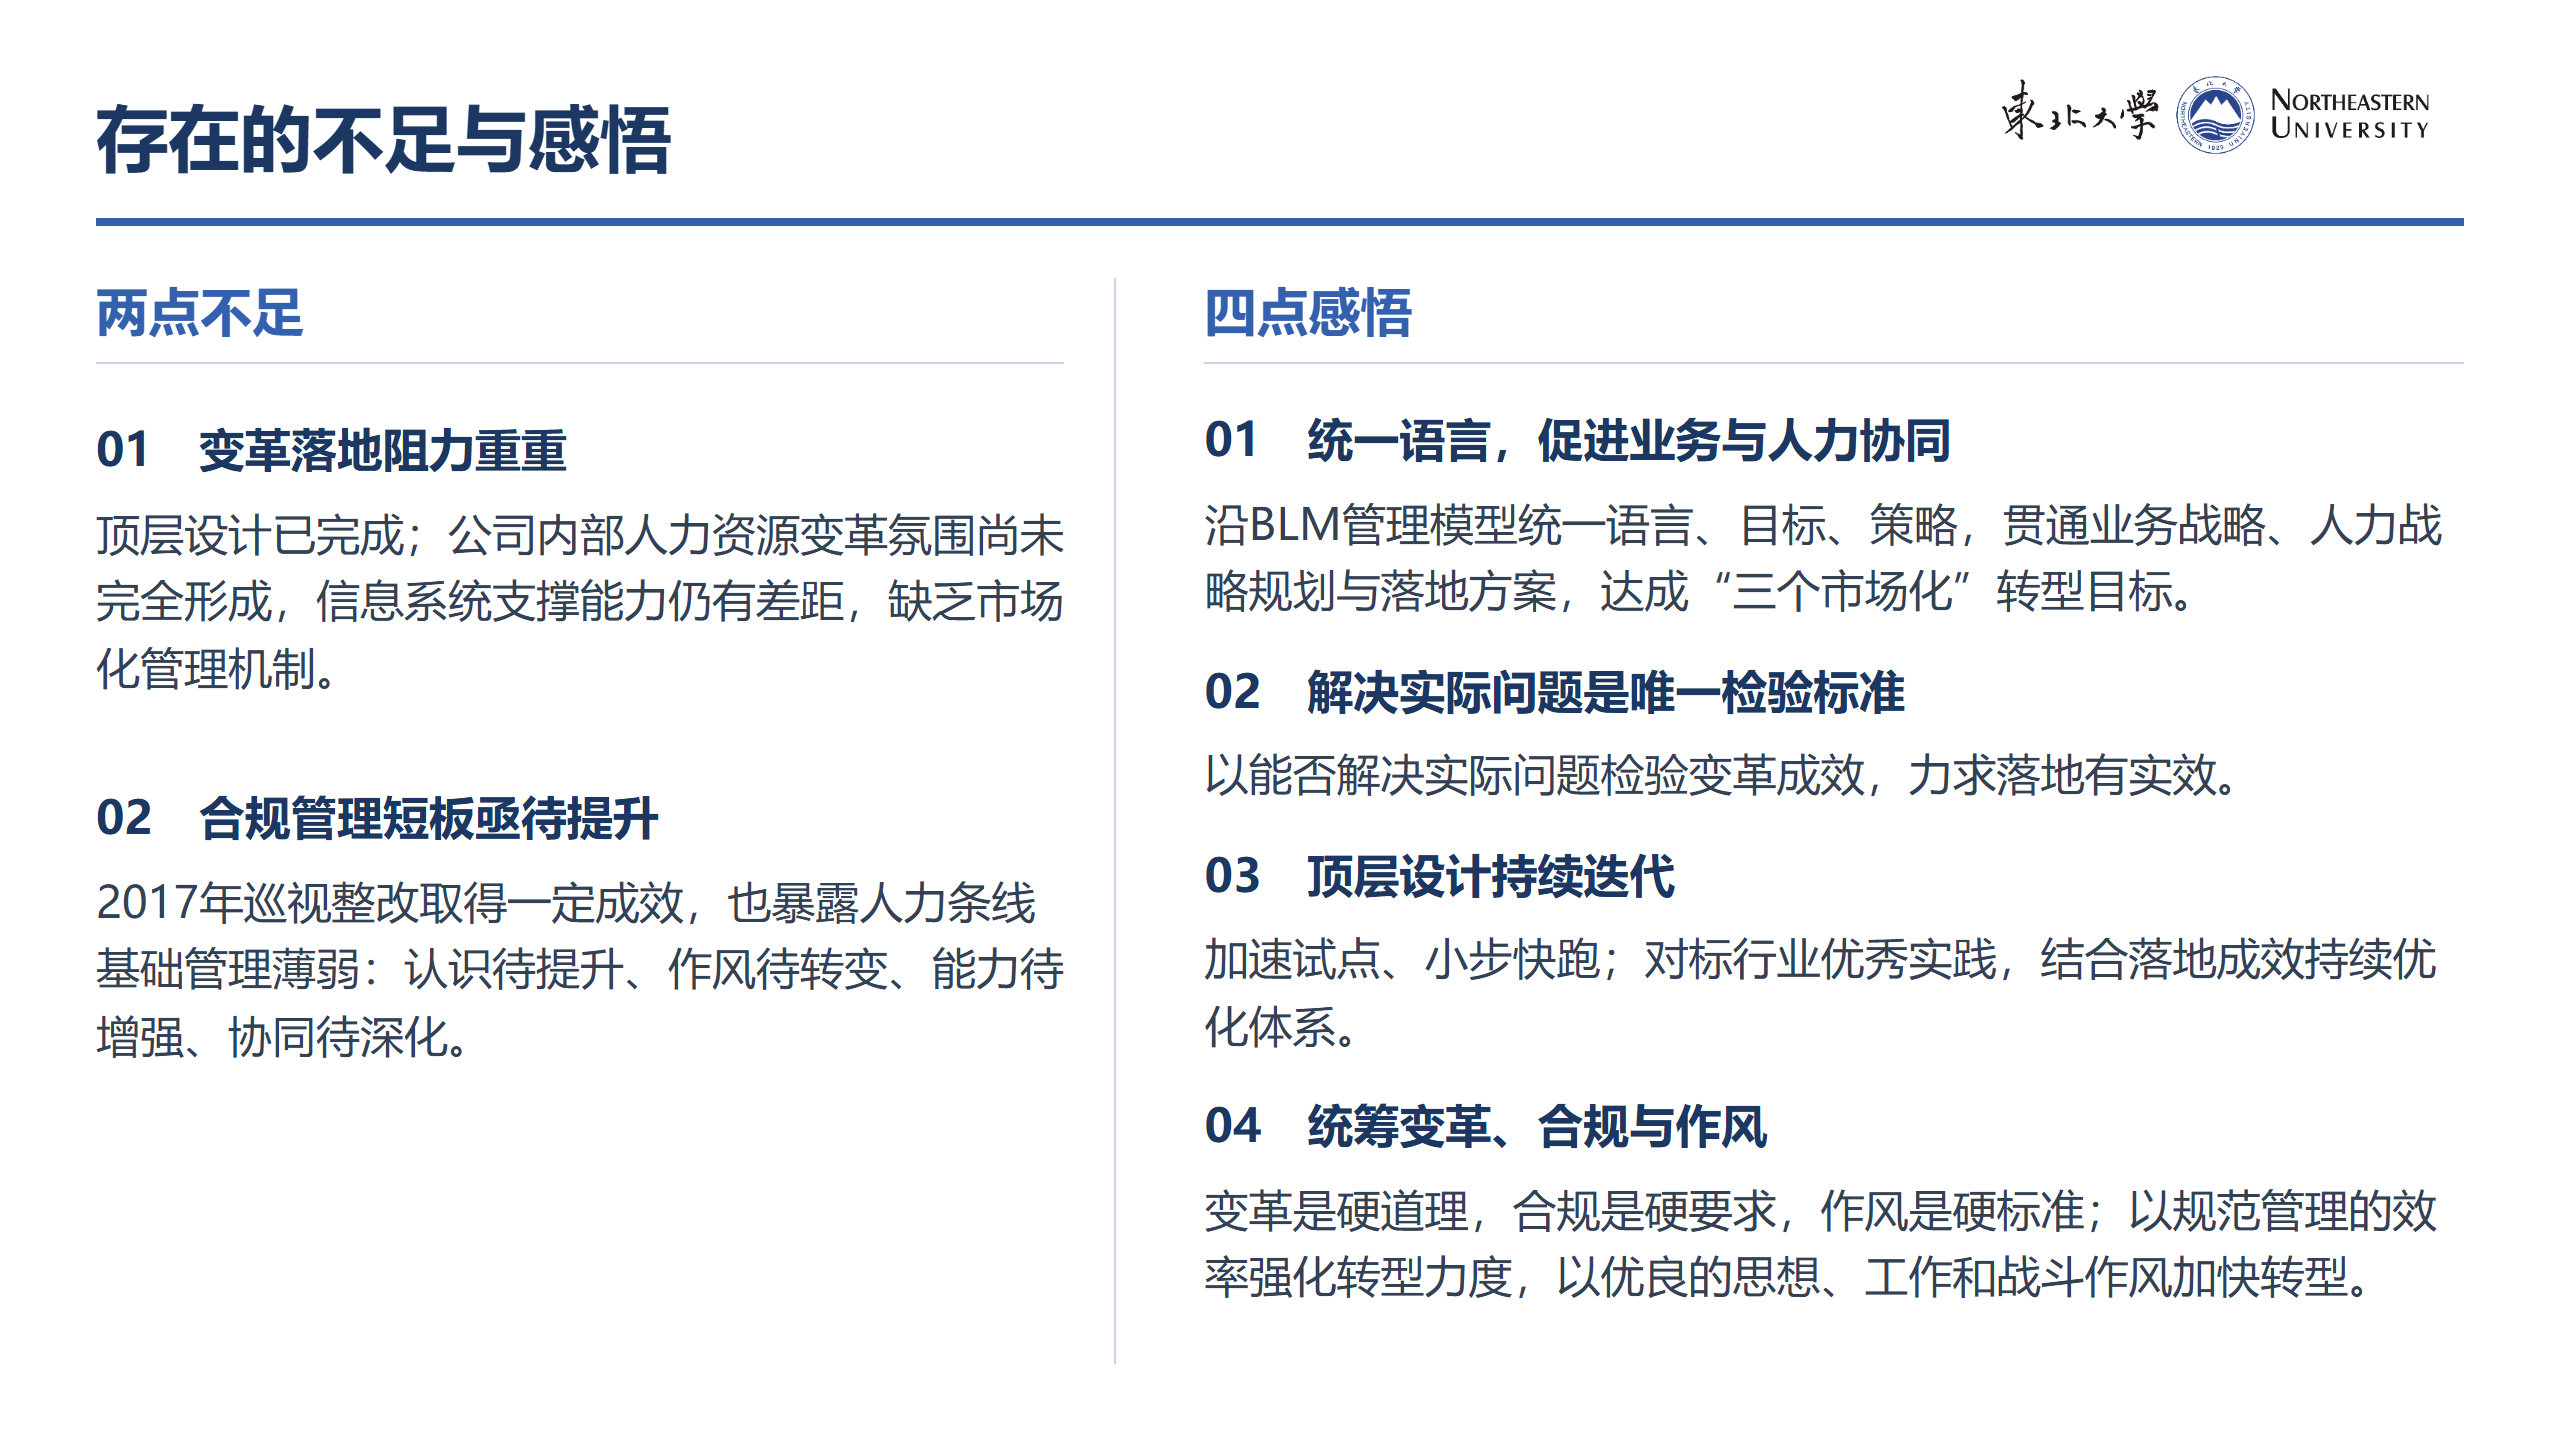 存在的不足与感悟
東北大學
NORTHEASTERN
UNIVERSITY
两点不足
01 变革落地阻力重重
顶层设计已完成；公司内部人力资源变革氛围尚未
完全形成，信息系统支撑能力仍有差距，缺乏市场
化管理机制。
02 合规管理短板亟待提升
2017年巡视整改取得一定成效，也暴露人力条线
基础管理薄弱：认识待提升、作风待转变、能力待
增强、协同待深化。
四点感悟
01 统一语言，促进业务与人力协同
沿BLM管理模型统一语言、目标、策略，贯通业务战略、人力战
略规划与落地方案，达成“三个市场化”转型目标。
02 解决实际问题是唯一检验标准
以能否解决实际问题检验变革成效，力求落地有实效。
03 顶层设计持续迭代
加速试点、小步快跑；对标行业优秀实践，结合落地成效持续优
化体系。
04 统筹变革、合规与作风
变革是硬道理，合规是硬要求，作风是硬标准；以规范管理的效
率强化转型力度，以优良的思想、工作和战斗作风加快转型。